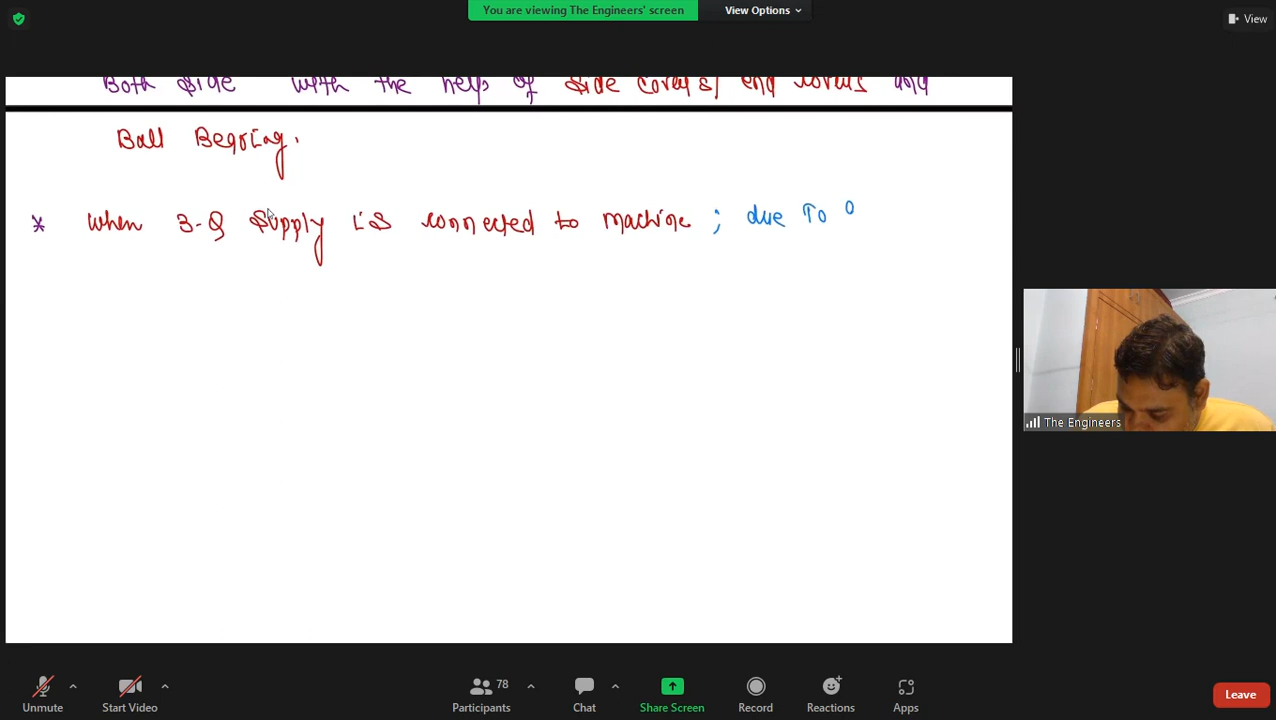 You are viewing The Engineers' screen
View Options
View
Both side with the help of side covers/ end covers and
Ball Bearing.
* when 3-Φ supply is connected to machine ; due To
The Engineers
Unmute
Start Video
78
Participants
Chat
Share Screen
Record
Reactions
Apps
Leave